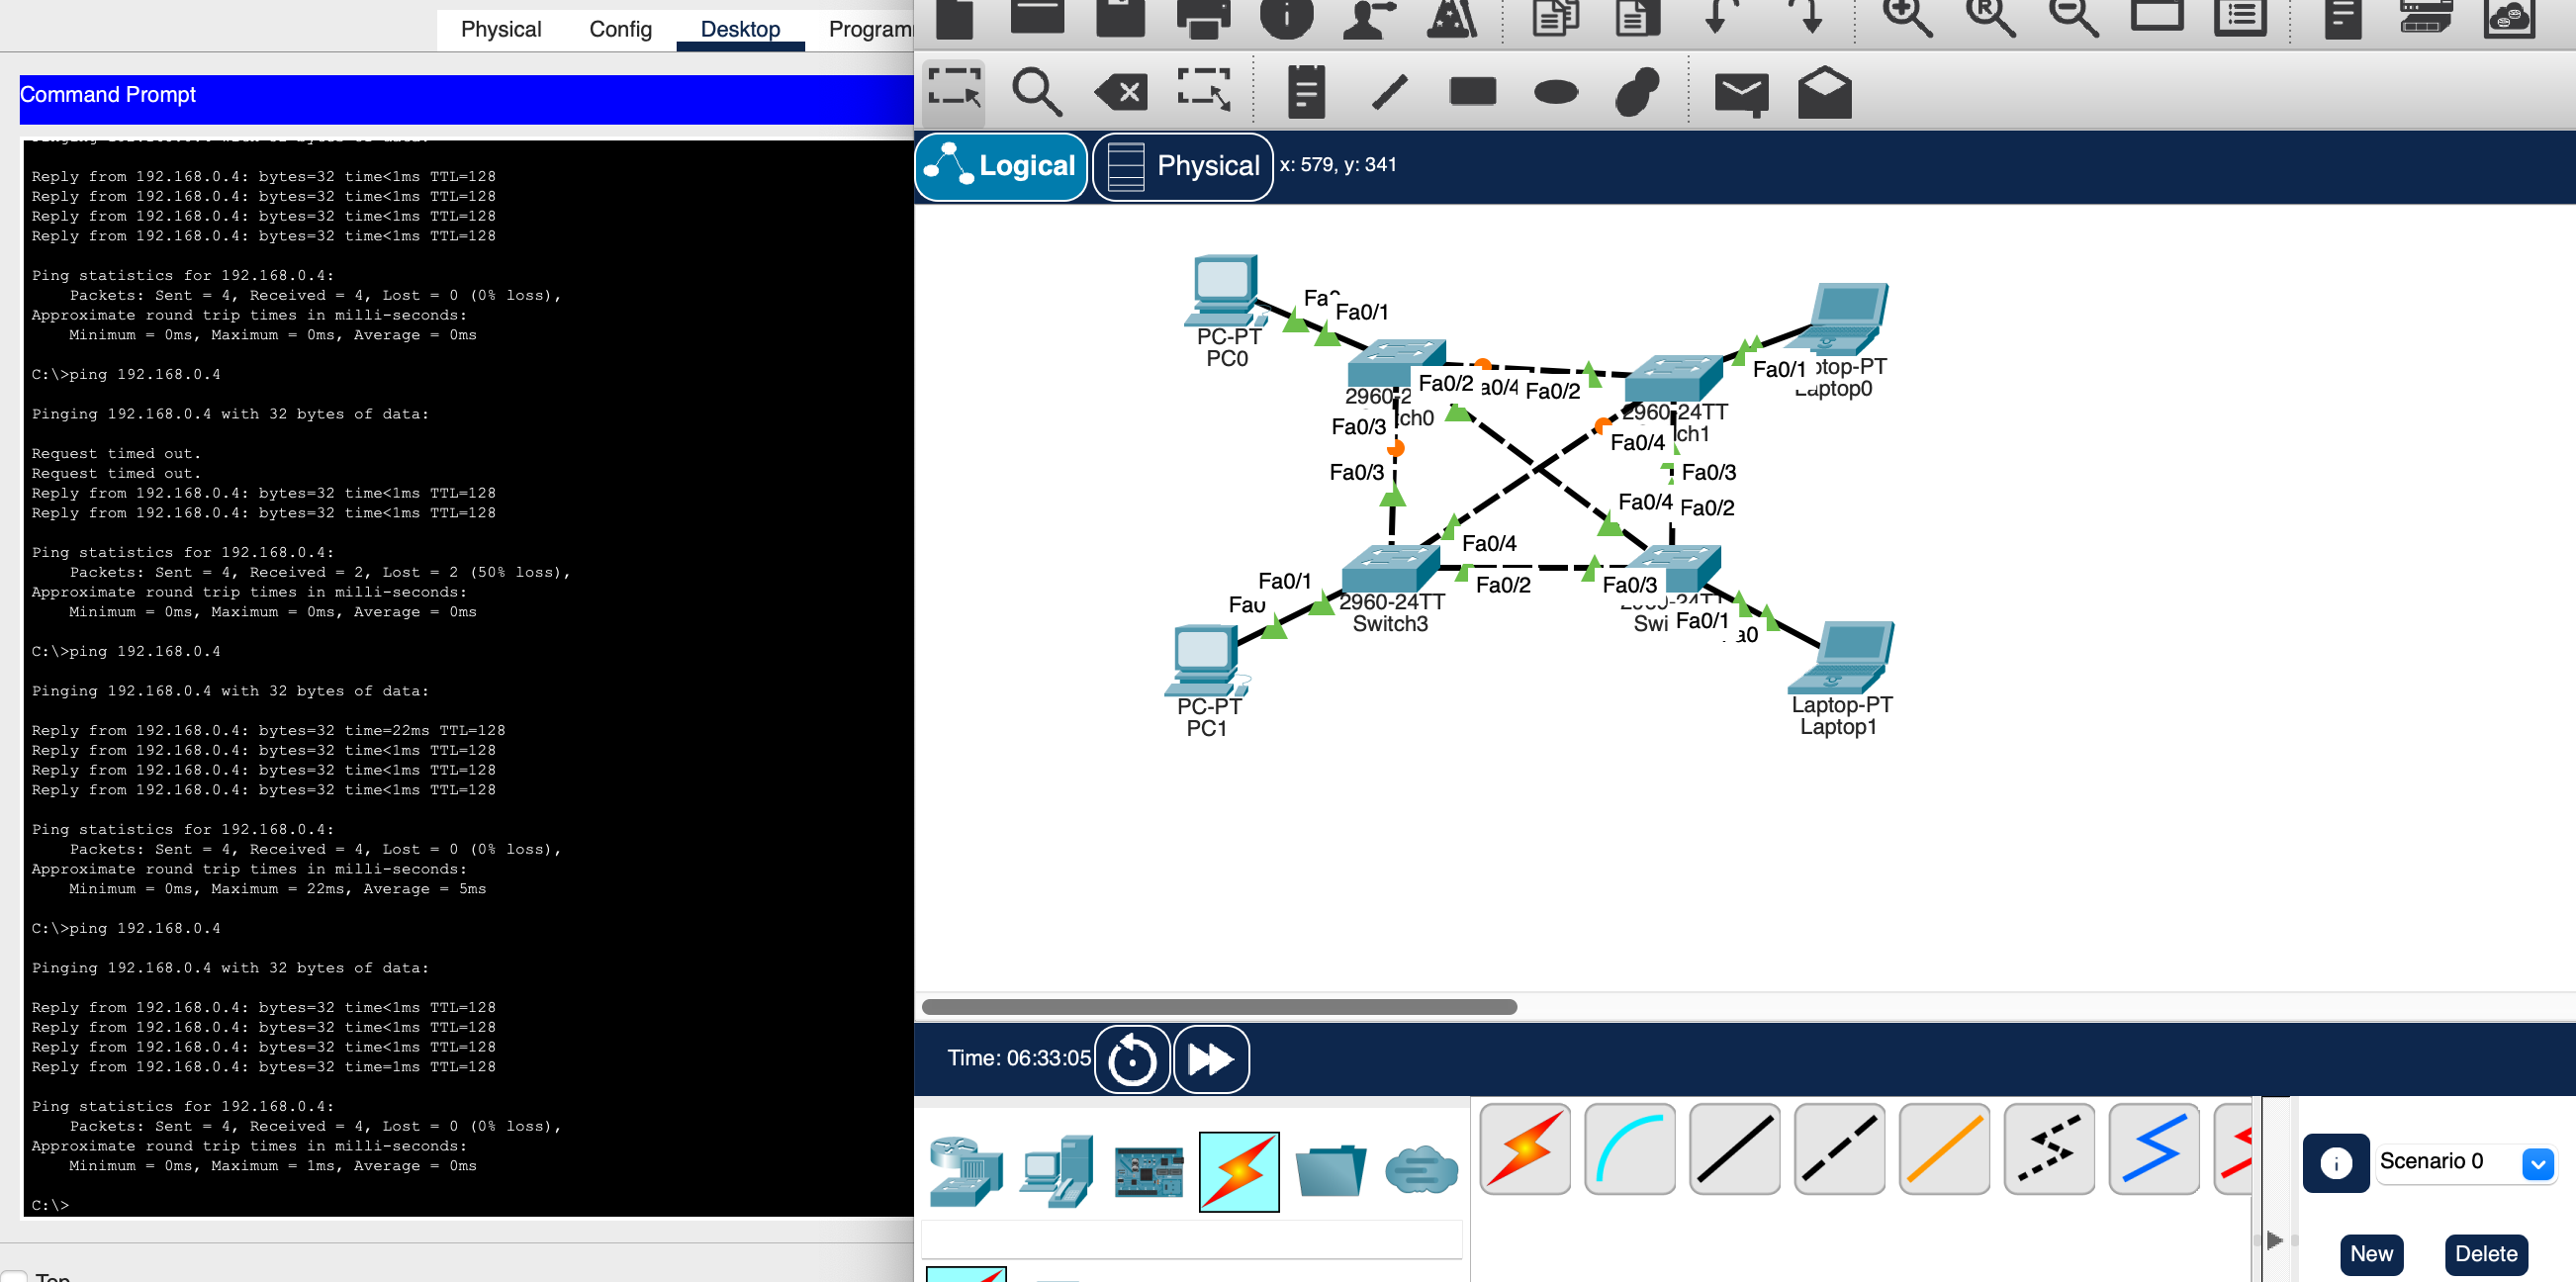 Physical
Config
Desktop
Command Prompt
Reply from 192.168.0.4: bytes=32 time<1ms TTL=128
Reply from 192.168.0.4: bytes=32 time<1ms TTL=128
Reply from 192.168.0.4: bytes=32 time<1ms TTL=128
Reply from 192.168.0.4: bytes=32 time<1ms TTL=128
Ping statistics for 192.168.0.4:
Packets: Sent = 4, Received = 4, Lost = 0 (0% loss),
Approximate round trip times in milli-seconds:
Minimum = 0ms, Maximum = 0ms, Average = 0ms
C:\>ping 192.168.0.4
Pinging 192.168.0.4 with 32 bytes of data:
Request timed out.
Request timed out.
Reply from 192.168.0.4: bytes=32 time<1ms TTL=128
Reply from 192.168.0.4: bytes=32 time<1ms TTL=128
Ping statistics for 192.168.0.4:
Packets: Sent = 4, Received = 2, Lost = 2 (50% loss),
Approximate round trip times in milli-seconds:
Minimum = 0ms, Maximum = 0ms, Average = 0ms
C:\>ping 192.168.0.4
Pinging 192.168.0.4 with 32 bytes of data:
Reply from 192.168.0.4: bytes=32 time=22ms TTL=128
Reply from 192.168.0.4: bytes=32 time<1ms TTL=128
Reply from 192.168.0.4: bytes=32 time<1ms TTL=128
Reply from 192.168.0.4: bytes=32 time<1ms TTL=128
Ping statistics for 192.168.0.4:
Packets: Sent = 4, Received = 4, Lost = 0 (0% loss),
Approximate round trip times in milli-seconds:
Minimum = 0ms, Maximum = 22ms, Average = 5ms
C:\>ping 192.168.0.4
Pinging 192.168.0.4 with 32 bytes of data:
Reply from 192.168.0.4: bytes=32 time<1ms TTL=128
Reply from 192.168.0.4: bytes=32 time<1ms TTL=128
Reply from 192.168.0.4: bytes=32 time<1ms TTL=128
Reply from 192.168.0.4: bytes=32 time=1ms TTL=128
Ping statistics for 192.168.0.4:
Packets: Sent = 4, Received = 4, Lost = 0 (0% loss),
Approximate round trip times in milli-seconds:
Minimum = 0ms, Maximum = 1ms, Average = 0ms
C:\>
Top
Logical
Physical
x: 579, y: 341
Fa0/1
PC-PT
PC0
Fa0/1
Fa0/2
Fa0/2
2960-24TT
Fa0/3
Fa0/4
Fa0/3
Fa0/3
Fa0/4
Fa0/2
Fa0/4
Fa0/1
Fa0/2
Fa0/3
2960-24TT
Switch3
Fa0/1
PC-PT
PC1
Laptop-PT
Laptop1
Time: 06:33:05
Scenario 0
New
Delete